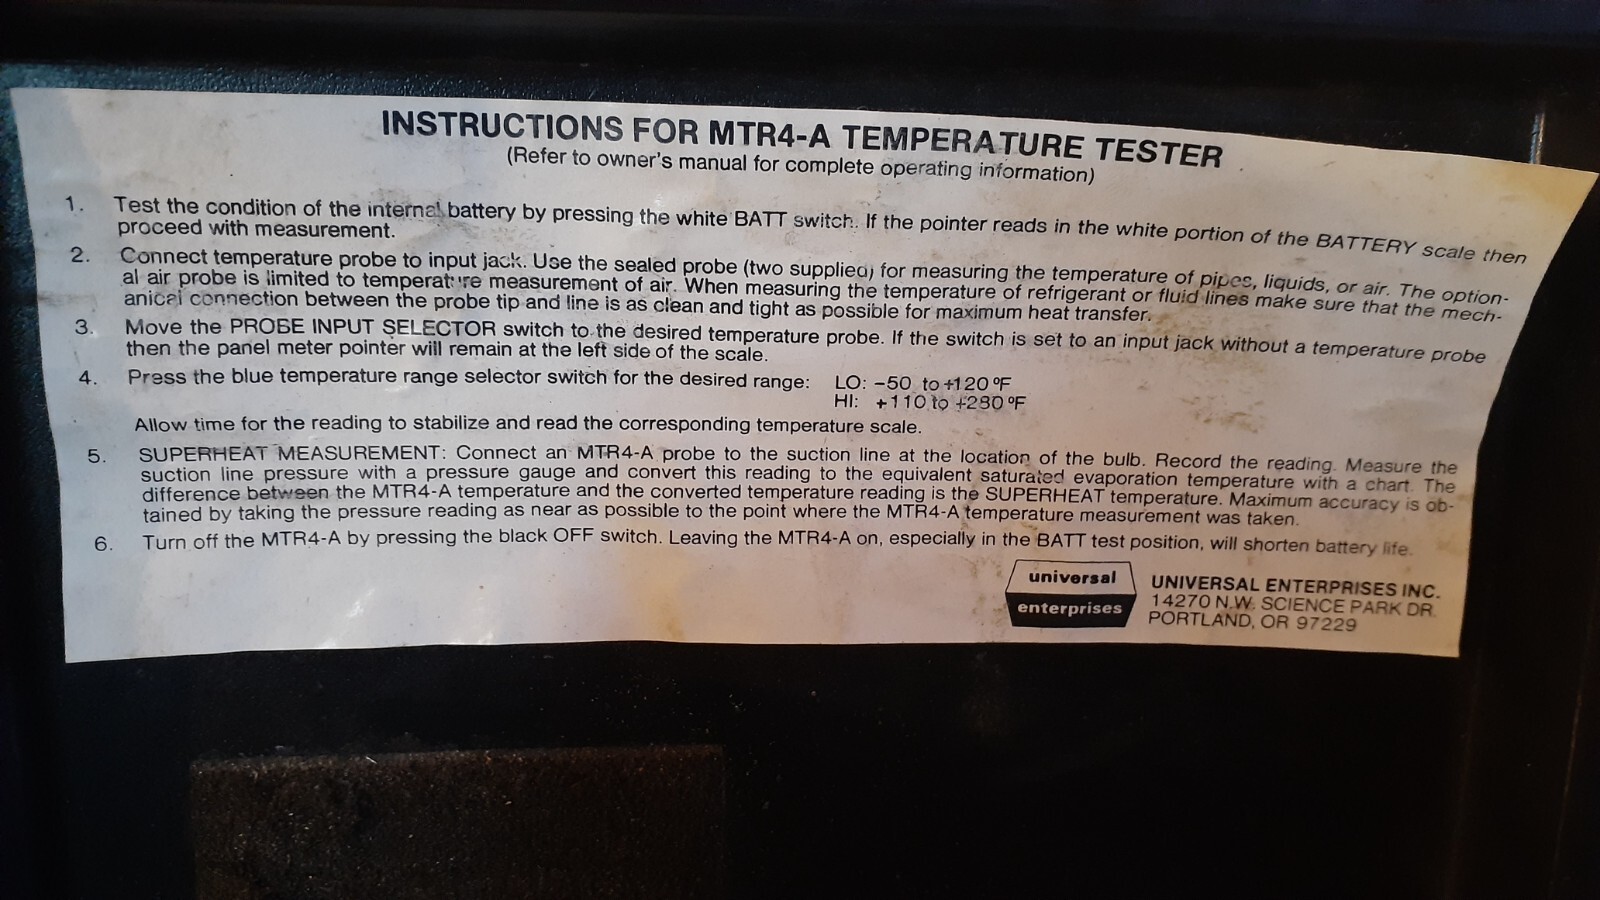 INSTRUCTIONS FOR MTR4-A TEMPERATURE TESTER
(Refer to owner's manual for complete operating information)
1. Test the condition of the internal battery by pressing the white BATT switch. If the pointer reads in the white portion of the BATTERY scale then
proceed with measurement.
2. Connect temperature probe to input jack. Use the sealed probe (two supplied) for measuring the temperature of pipes, liquids, or air. The option-
al air probe is limited to temperature measurement of air. When measuring the temperature of refrigerant or fluid lines make sure that the mech-
anical connection between the probe tip and line is as clean and tight as possible for maximum heat transfer.
3. Move the PROBE INPUT SELECTOR switch to the desired temperature probe. If the switch is set to an input jack without a temperature probe
then the panel meter pointer will remain at the left side of the scale.
4. Press the blue temperature range selector switch for the desired range: LO: -50 to +120 ºF
HI: +110 to +280 ºF
Allow time for the reading to stabilize and read the corresponding temperature scale.
5. SUPERHEAT MEASUREMENT: Connect an MTR4-A probe to the suction line at the location of the bulb. Record the reading. Measure the
suction line pressure with a pressure gauge and convert this reading to the equivalent saturated evaporation temperature with a chart. The
difference between the MTR4-A temperature and the converted temperature reading is the SUPERHEAT temperature. Maximum accuracy is ob-
tained by taking the pressure reading as near as possible to the point where the MTR4-A temperature measurement was taken.
6. Turn off the MTR4-A by pressing the black OFF switch. Leaving the MTR4-A on, especially in the BATT test position, will shorten battery life.
universal
enterprises
UNIVERSAL ENTERPRISES INC.
14270 N.W. SCIENCE PARK DR.
PORTLAND, OR 97229